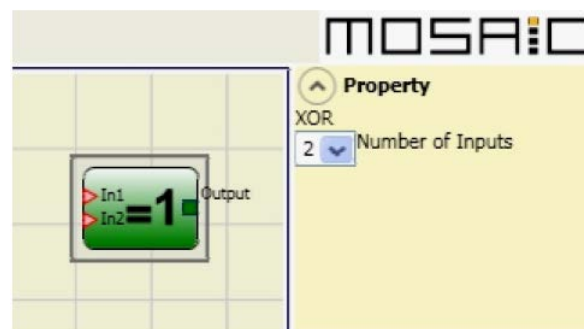 MOSAIC
Property
XOR
2 Number of Inputs
In1
In2
=1
Output